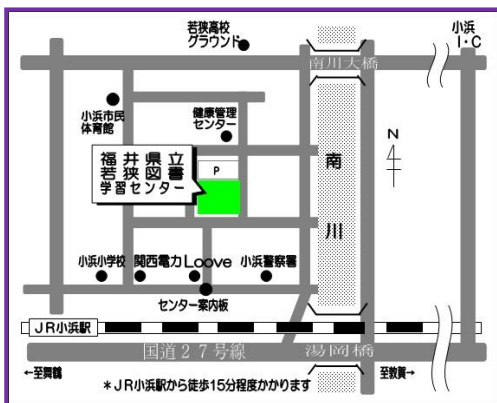 若狭高校
グラウンド
小浜
I・C
南川大橋
小浜市民
体育館
健康管理
センター
N
福井県立
若狭図書
学習センター
P
南
川
小浜小学校
関西電力
Loove
小浜警察署
センター案内板
JR小浜駅
国道27号線
湯岡橋
←至舞鶴
至敦賀→
*JR小浜駅から徒歩15分程度かかります